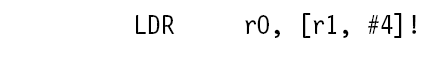 LDR r0, [r1, #4]!